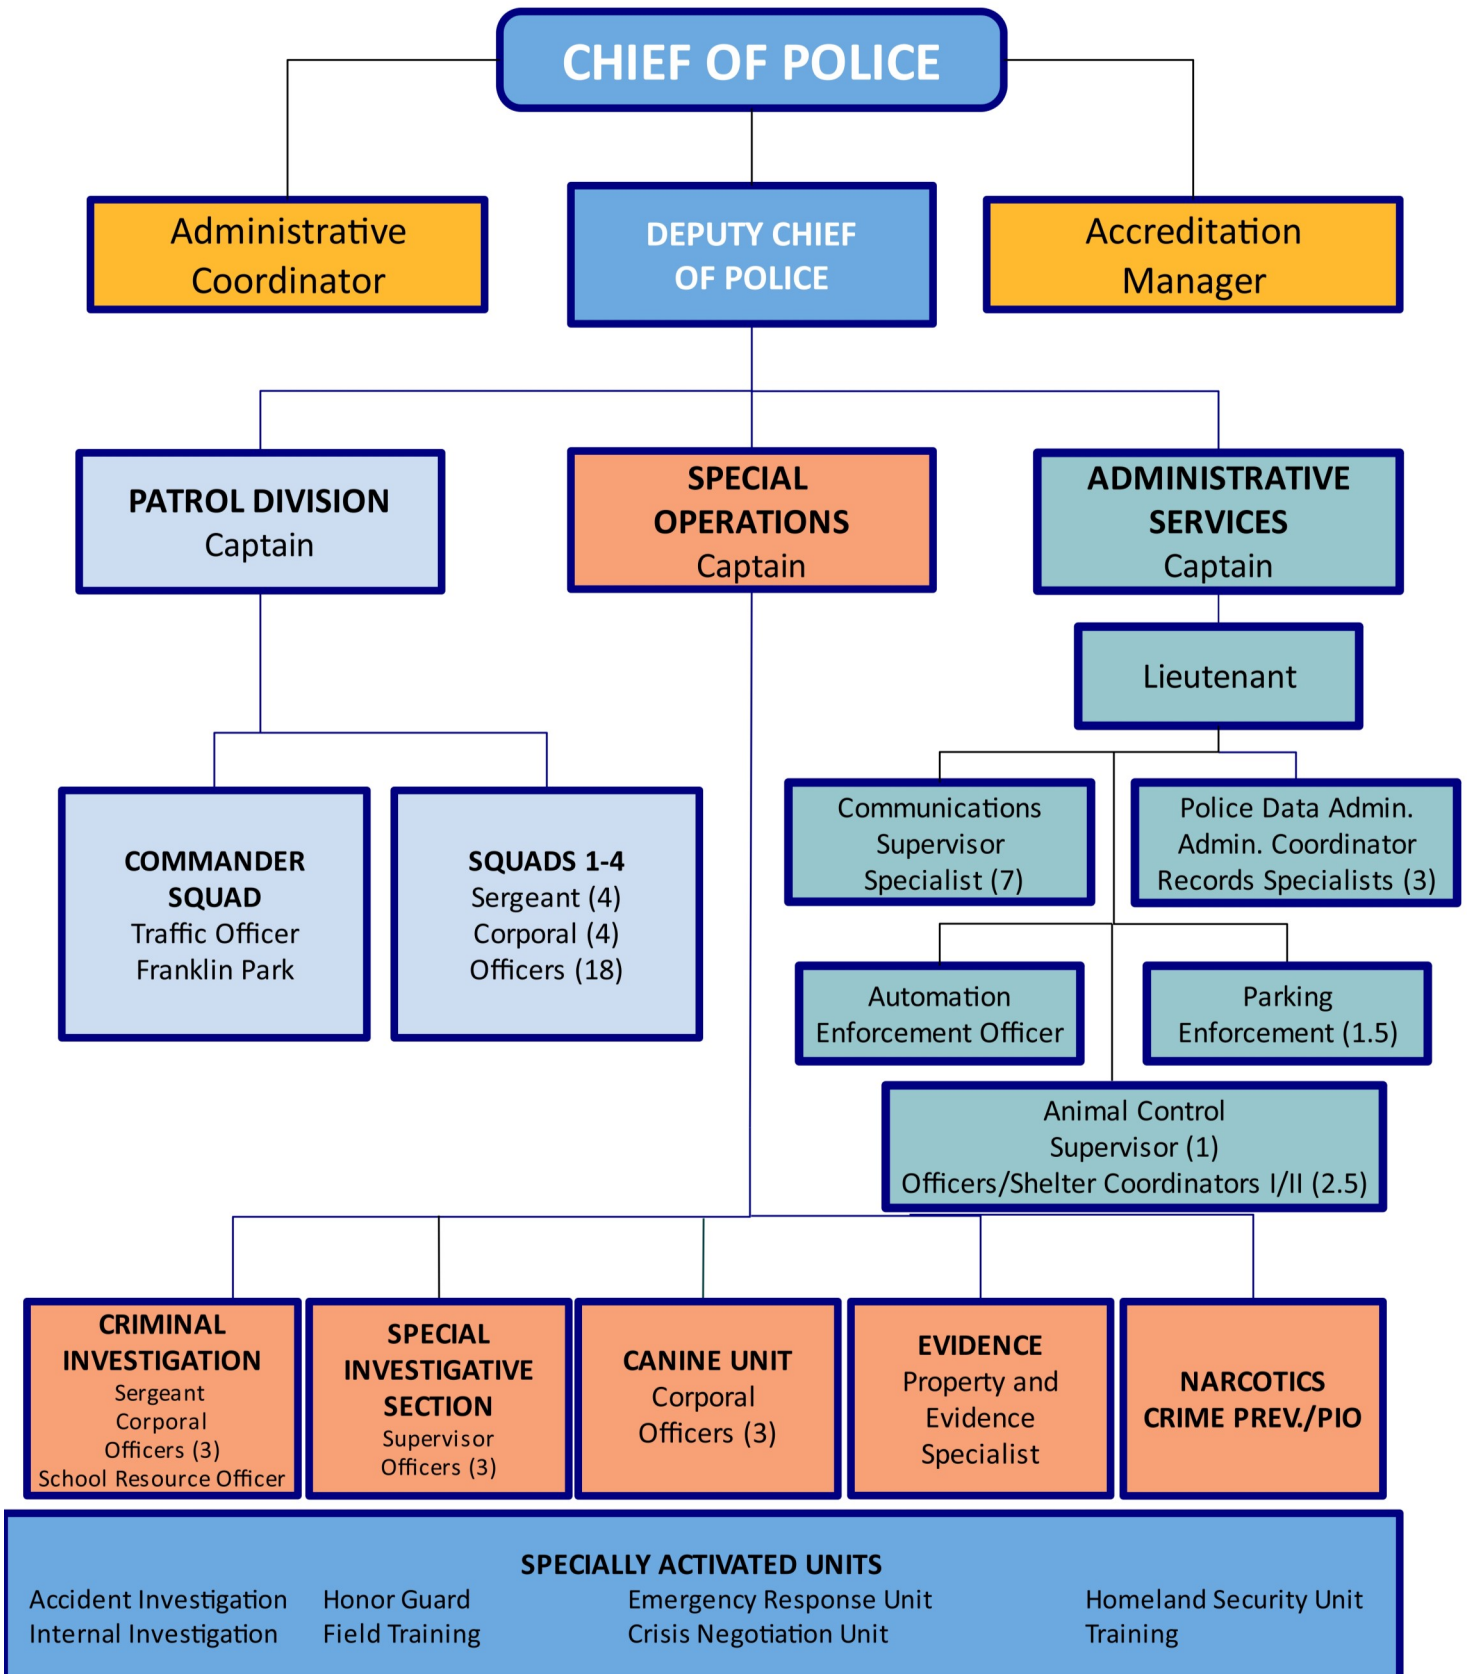 CHIEF OF POLICE
Administrative
Coordinator
DEPUTY CHIEF
OF POLICE
Accreditation
Manager
PATROL DIVISION
Captain
SPECIAL
OPERATIONS
Captain
ADMINISTRATIVE
SERVICES
Captain
Lieutenant
COMMANDER
SQUAD
Traffic Officer
Franklin Park
SQUADS 1-4
Sergeant (4)
Corporal (4)
Officers (18)
Communications
Supervisor
Specialist (7)
Police Data Admin.
Admin. Coordinator
Records Specialists (3)
Automation
Enforcement Officer
Parking
Enforcement (1.5)
Animal Control
Supervisor (1)
Officers/Shelter Coordinators I/II (2.5)
CRIMINAL
INVESTIGATION
Sergeant
Corporal
Officers (3)
School Resource Officer
SPECIAL
INVESTIGATIVE
SECTION
Supervisor
Officers (3)
CANINE UNIT
Corporal
Officers (3)
EVIDENCE
Property and
Evidence
Specialist
NARCOTICS
CRIME PREV./PIO
SPECIALLY ACTIVATED UNITS
Accident Investigation
Internal Investigation
Honor Guard
Field Training
Emergency Response Unit
Crisis Negotiation Unit
Homeland Security Unit
Training